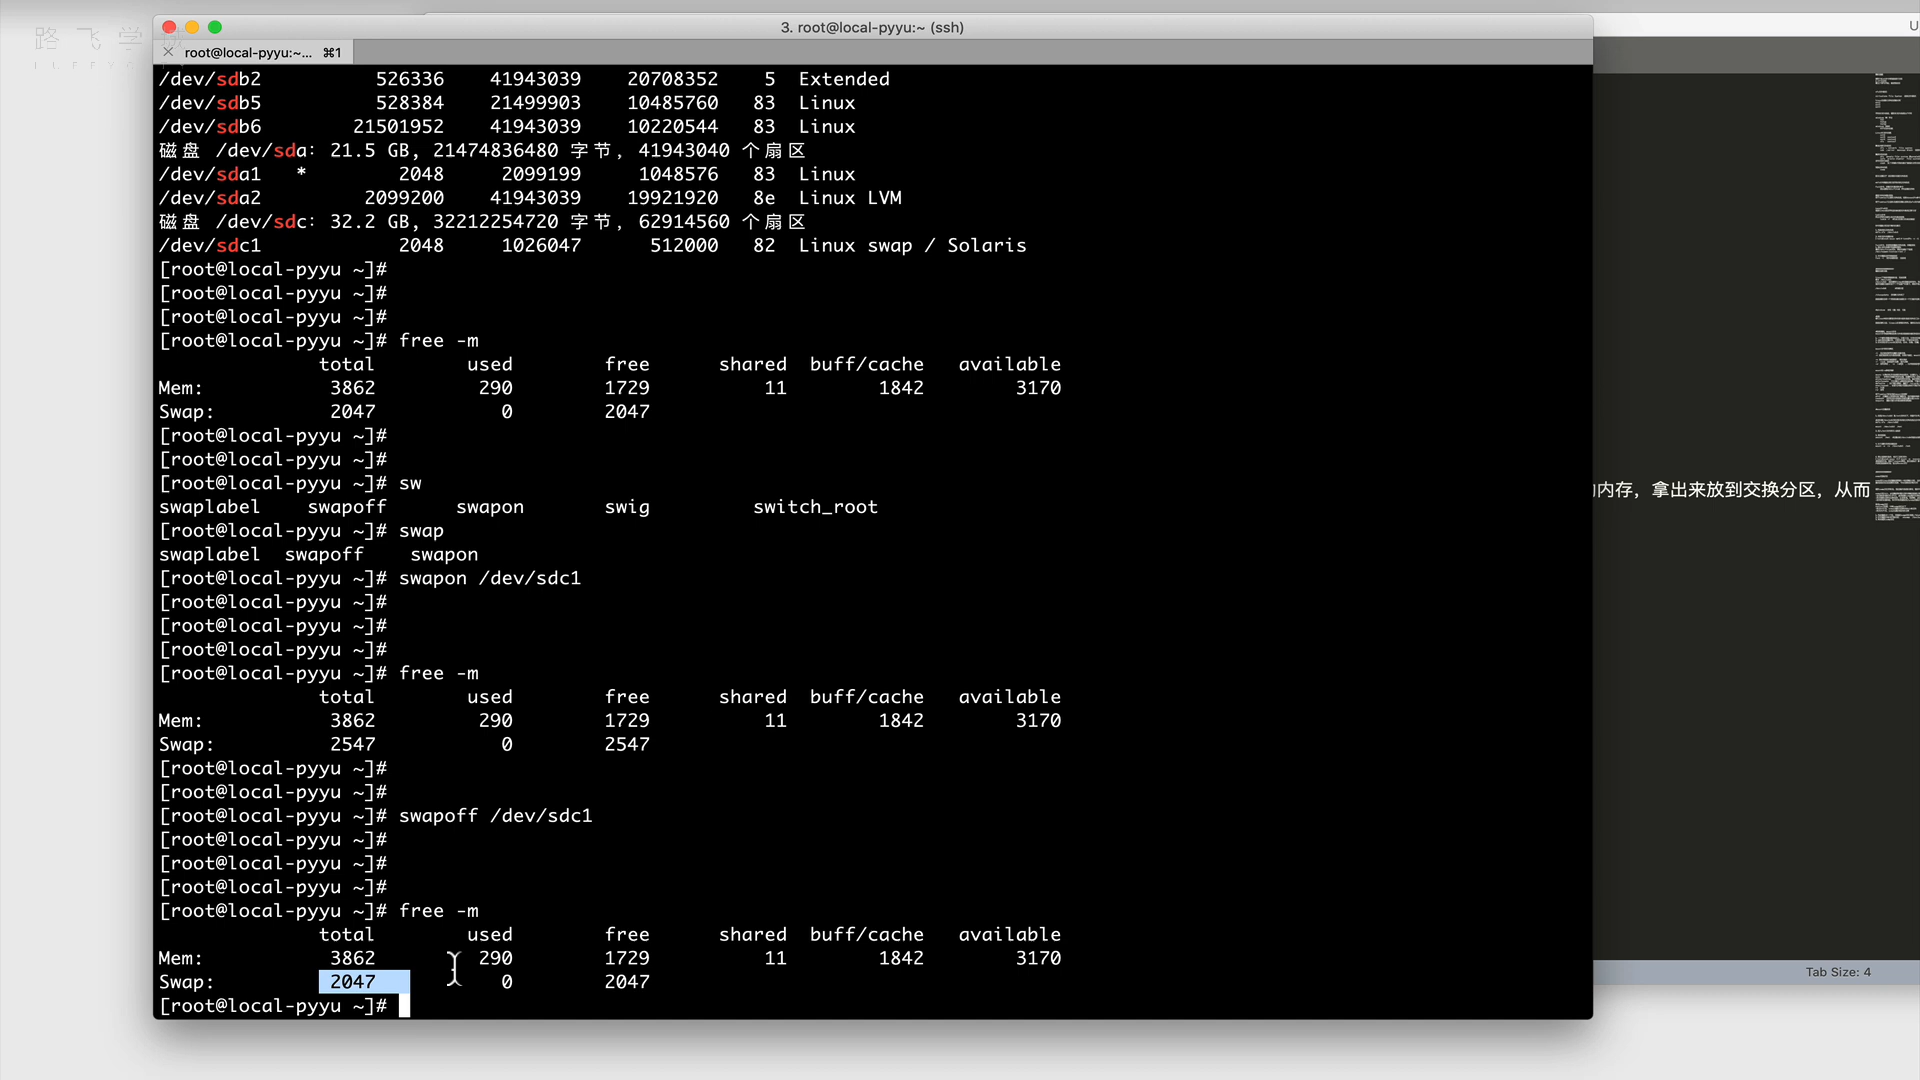 路飞学城
3. root@local-pyyu:~ (ssh)
root@local-pyyu:~... ⌘1
/dev/sdb2 526336 41943039 20708352 5 Extended
/dev/sdb5 528384 21499903 10485760 83 Linux
/dev/sdb6 21501952 41943039 10220544 83 Linux
磁盘 /dev/sda：21.5 GB, 21474836480 字节，41943040 个扇区
/dev/sda1 * 2048 2099199 1048576 83 Linux
/dev/sda2 2099200 41943039 19921920 8e Linux LVM
磁盘 /dev/sdc：32.2 GB, 32212254720 字节，62914560 个扇区
/dev/sdc1 2048 1026047 512000 82 Linux swap / Solaris
[root@local-pyyu ~]#
[root@local-pyyu ~]#
[root@local-pyyu ~]#
[root@local-pyyu ~]# free -m
total used free shared buff/cache available
Mem: 3862 290 1729 11 1842 3170
Swap: 2047 0 2047
[root@local-pyyu ~]#
[root@local-pyyu ~]#
[root@local-pyyu ~]# sw
swaplabel swapoff swapon swig switch_root
[root@local-pyyu ~]# swap
swaplabel swapoff swapon
[root@local-pyyu ~]# swapon /dev/sdc1
[root@local-pyyu ~]#
[root@local-pyyu ~]#
[root@local-pyyu ~]#
[root@local-pyyu ~]# free -m
total used free shared buff/cache available
Mem: 3862 290 1729 11 1842 3170
Swap: 2547 0 2547
[root@local-pyyu ~]#
[root@local-pyyu ~]#
[root@local-pyyu ~]# swapoff /dev/sdc1
[root@local-pyyu ~]#
[root@local-pyyu ~]#
[root@local-pyyu ~]#
[root@local-pyyu ~]# free -m
total used free shared buff/cache available
Mem: 3862 290 1729 11 1842 3170
Swap: 2047 0 2047
[root@local-pyyu ~]#
内存，拿出来放到交换分区，从而
Tab Size: 4